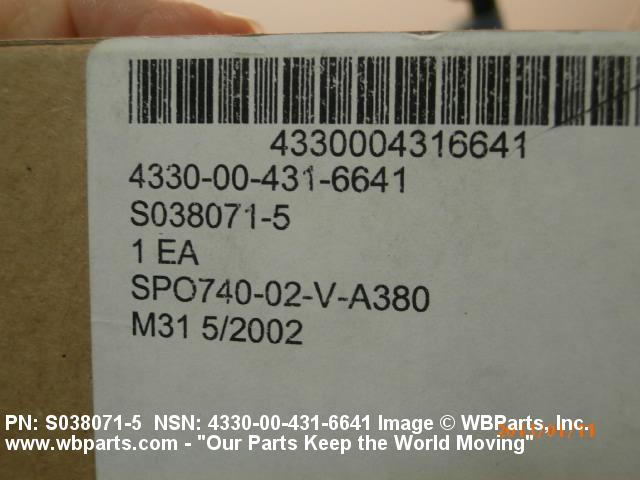 4330004316641
4330-00-431-6641
S038071-5
1 EA
SPO740-02-V-A380
M31 5/2002
PN: S038071-5 NSN: 4330-00-431-6641 Image © WBParts, Inc.
www.wbparts.com - "Our Parts Keep the World Moving"